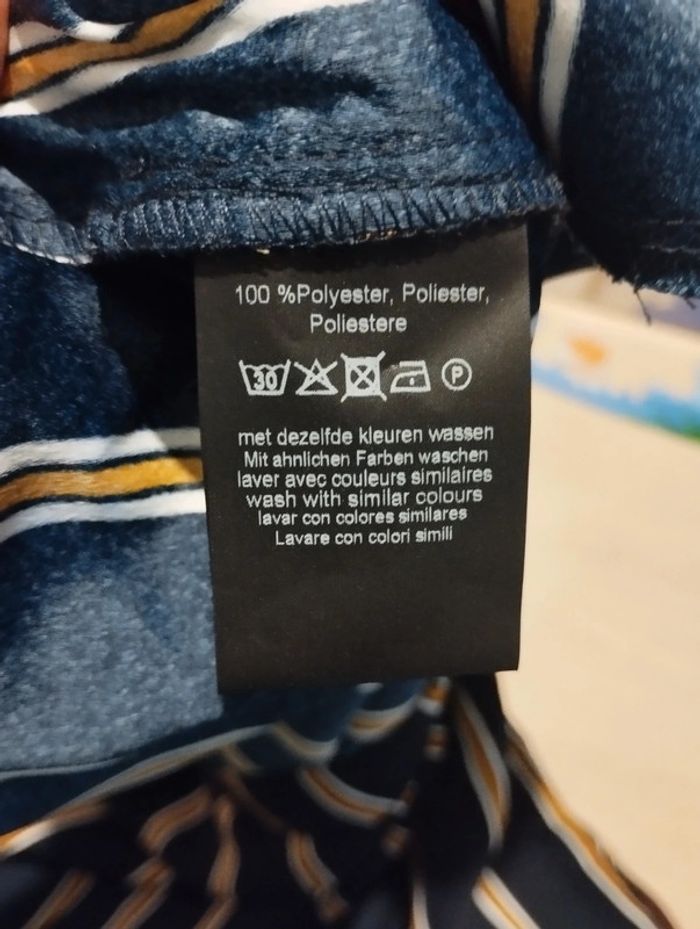 100 %Polyester, Poliester,
Poliestere
30 P
met dezelfde kleuren wassen
Mit ahnlichen Farben waschen
laver avec couleurs similaires
wash with similar colours
lavar con colores similares
Lavare con colori simili